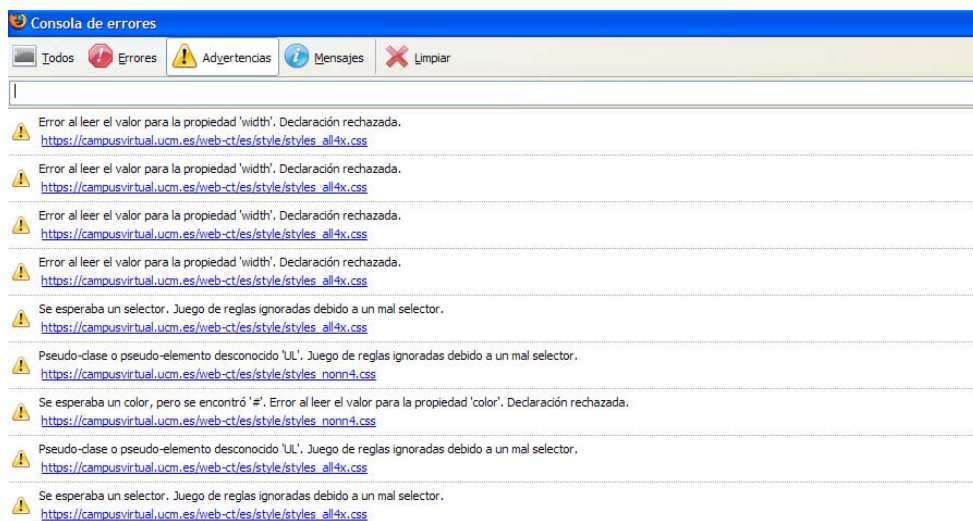 Consola de errores
Todos Errores Advertencias Mensajes Limpiar
Error al leer el valor para la propiedad 'width'. Declaración rechazada.
https://campusvirtual.ucm.es/web-ct/es/style/styles_all4x.css
Error al leer el valor para la propiedad 'width'. Declaración rechazada.
https://campusvirtual.ucm.es/web-ct/es/style/styles_all4x.css
Error al leer el valor para la propiedad 'width'. Declaración rechazada.
https://campusvirtual.ucm.es/web-ct/es/style/styles_all4x.css
Error al leer el valor para la propiedad 'width'. Declaración rechazada.
https://campusvirtual.ucm.es/web-ct/es/style/styles_all4x.css
Se esperaba un selector. Juego de reglas ignoradas debido a un mal selector.
https://campusvirtual.ucm.es/web-ct/es/style/styles_all4x.css
Pseudo-clase o pseudo-elemento desconocido 'UL'. Juego de reglas ignoradas debido a un mal selector.
https://campusvirtual.ucm.es/web-ct/es/style/styles_nonn4.css
Se esperaba un color, pero se encontró '#'. Error al leer el valor para la propiedad 'color'. Declaración rechazada.
https://campusvirtual.ucm.es/web-ct/es/style/styles_nonn4.css
Pseudo-clase o pseudo-elemento desconocido 'UL'. Juego de reglas ignoradas debido a un mal selector.
https://campusvirtual.ucm.es/web-ct/es/style/styles_all4x.css
Se esperaba un selector. Juego de reglas ignoradas debido a un mal selector.
https://campusvirtual.ucm.es/web-ct/es/style/styles_all4x.css